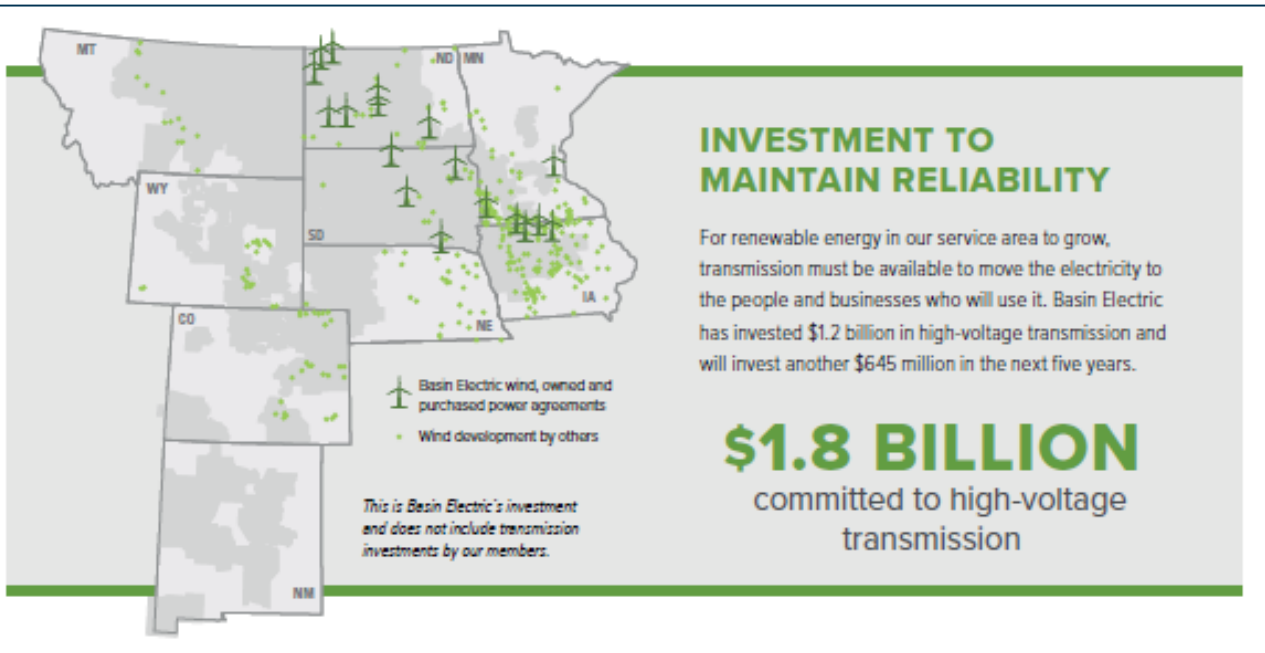 MT
ND
MN
WY
SD
IA
NE
CO
NM
Basin Electric wind, owned and
purchased power agreements
Wind development by others
This is Basin Electric's investment
and does not include transmission
investments by our members.
INVESTMENT TO
MAINTAIN RELIABILITY
For renewable energy in our service area to grow,
transmission must be available to move the electricity to
the people and businesses who will use it. Basin Electric
has invested $1.2 billion in high-voltage transmission and
will invest another $645 million in the next five years.
$1.8 BILLION
committed to high-voltage
transmission